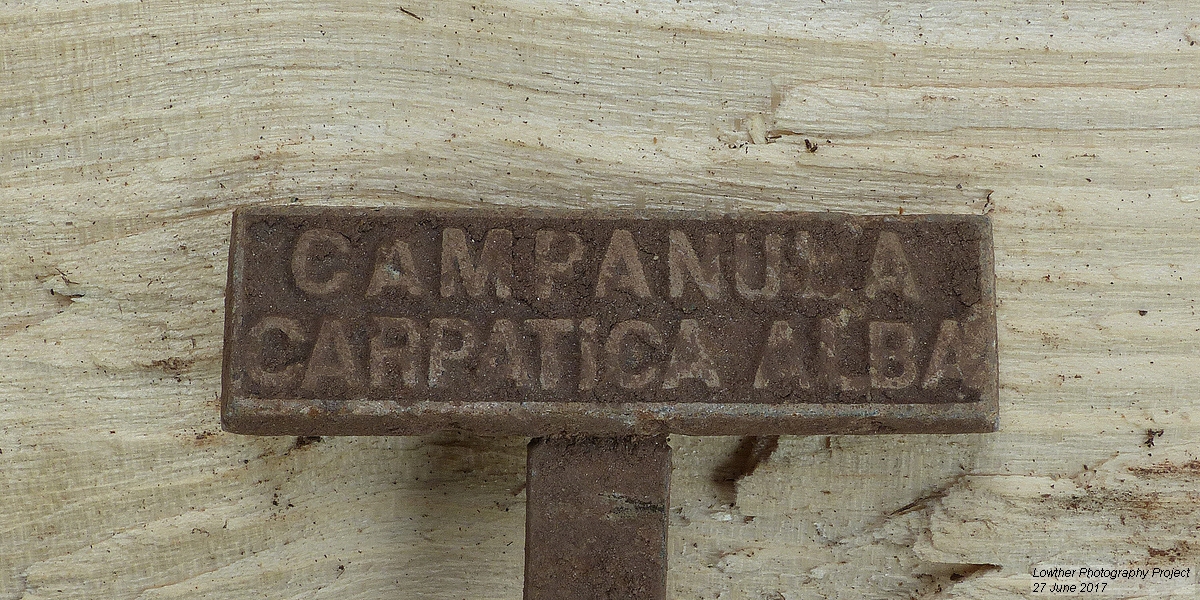 CAMPANULA
CARPATiCA ALBA
Lowther Photography Project
27 June 2017